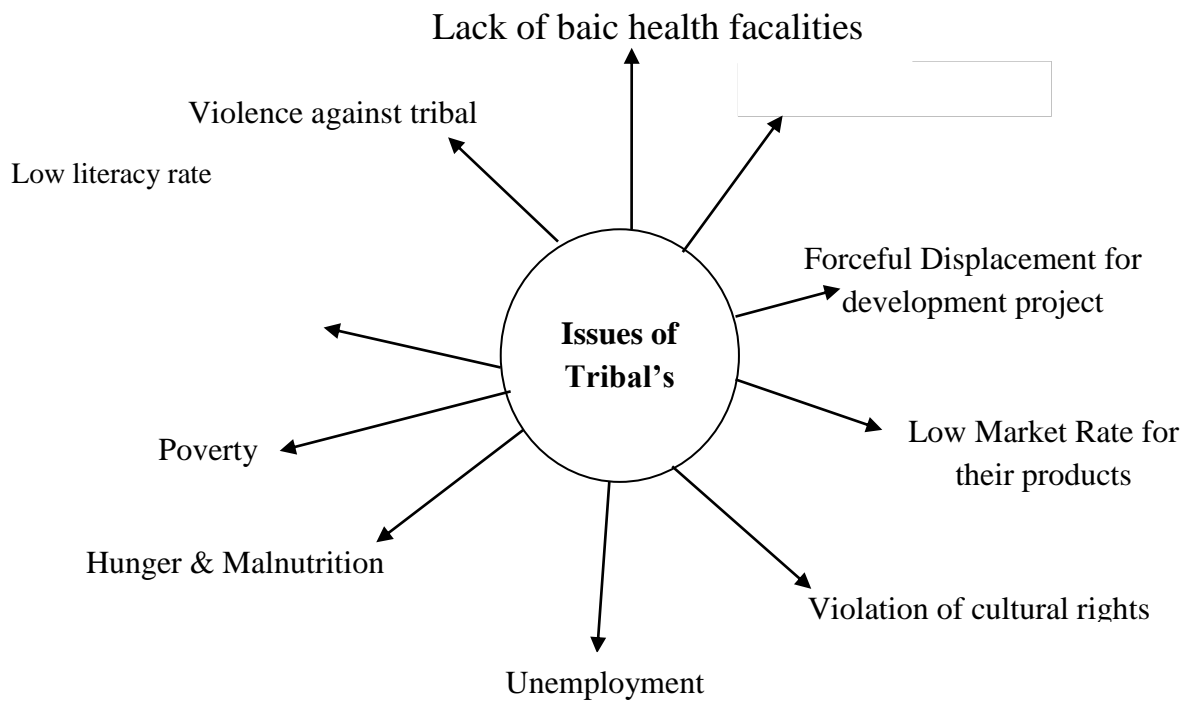 Lack of baic health facalities
Violence against tribal
Low literacy rate
Forceful Displacement for
development project
Issues of
Tribal's
Low Market Rate for
their products
Poverty
Hunger & Malnutrition
Violation of cultural rights
Unemployment